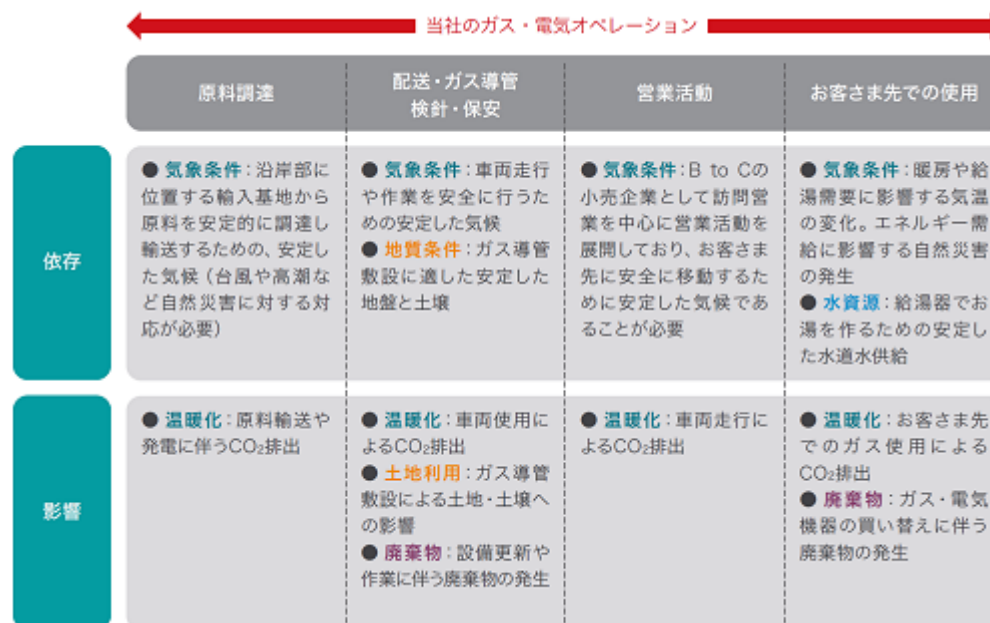 当社のガス・電気オペレーション
原料調達
配送・ガス導管
検針・保安
営業活動
お客さま先での使用
依存
● 気象条件：沿岸部に
位置する輸入基地から
原料を安定的に調達し
輸送するための、安定し
た気候（台風や高潮な
ど自然災害に対する対
応が必要）
● 気象条件：車両走行
や作業を安全に行うた
めの安定した気候
● 地質条件：ガス導管
敷設に適した安定した
地盤と土壌
● 気象条件：B to Cの
小売企業として訪問営
業を中心に営業活動を
展開しており、お客さま
先に安全に移動するた
めに安定した気候であ
ることが必要
● 気象条件：暖房や給
湯需要に影響する気温
の変化。エネルギー需
給に影響する自然災害
の発生
● 水資源：給湯器でお
湯を作るための安定し
た水道水供給
影響
● 温暖化：原料輸送や
発電に伴うCO₂排出
● 温暖化：車両使用に
よるCO₂排出
● 土地利用：ガス導管
敷設による土地・土壌へ
の影響
● 廃棄物：設備更新や
作業に伴う廃棄物の発生
● 温暖化：車両走行に
よるCO₂排出
● 温暖化：お客さま先
でのガス使用による
CO₂排出
● 廃棄物：ガス・電気
機器の買い替えに伴う
廃棄物の発生